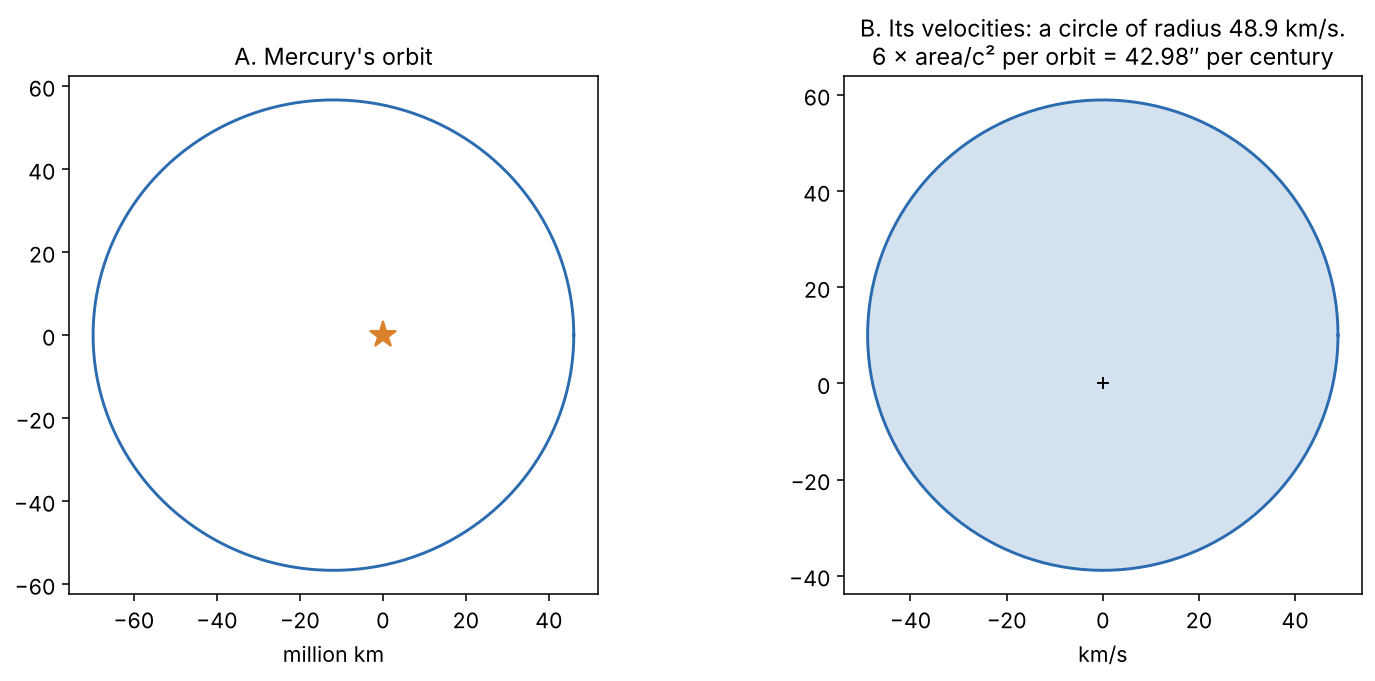 A. Mercury's orbit
60
40
20
0
−20
−40
−60
−60 −40 −20 0 20 40
million km
B. Its velocities: a circle of radius 48.9 km/s.
6 × area/c² per orbit = 42.98″ per century
60
40
20
0
−20
−40
−40 −20 0 20 40
km/s